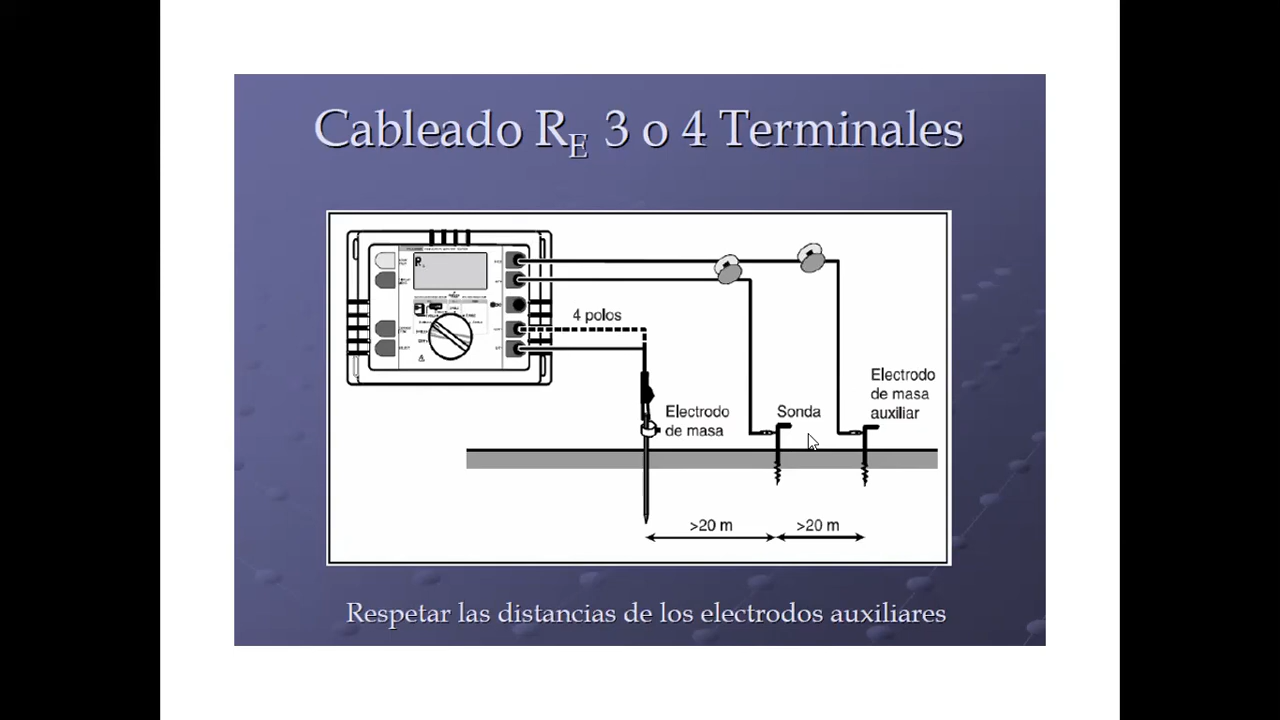 Cableado RE 3 o 4 Terminales
R
4 polos
Electrodo
de masa
Sonda
Electrodo
de masa
auxiliar
>20 m
>20 m
Respetar las distancias de los electrodos auxiliares